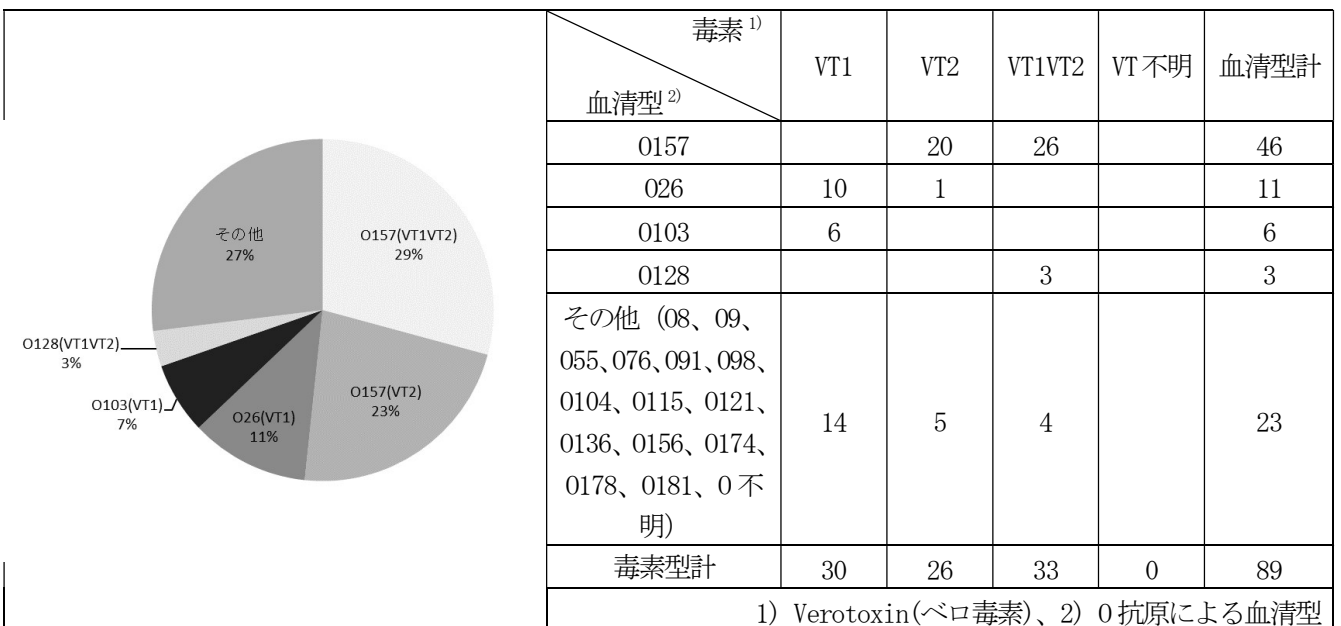 その他
27%
O157(VT1VT2)
29%
O128(VT1VT2)
3%
O103(VT1)
7%
O26(VT1)
11%
O157(VT2)
23%
毒素 1)
血清型 2)
VT1 VT2 VT1VT2 VT不明 血清型計
O157 20 26 46
O26 10 1 11
O103 6 6
O128 3 3
その他 (O8、O9、
O55、O76、O91、O98、
O104、O115、O121、
O136、O156、O174、
O178、O181、O不
明)
14 5 4 23
毒素型計 30 26 33 0 89
1) Verotoxin(ベロ毒素)、2) O抗原による血清型